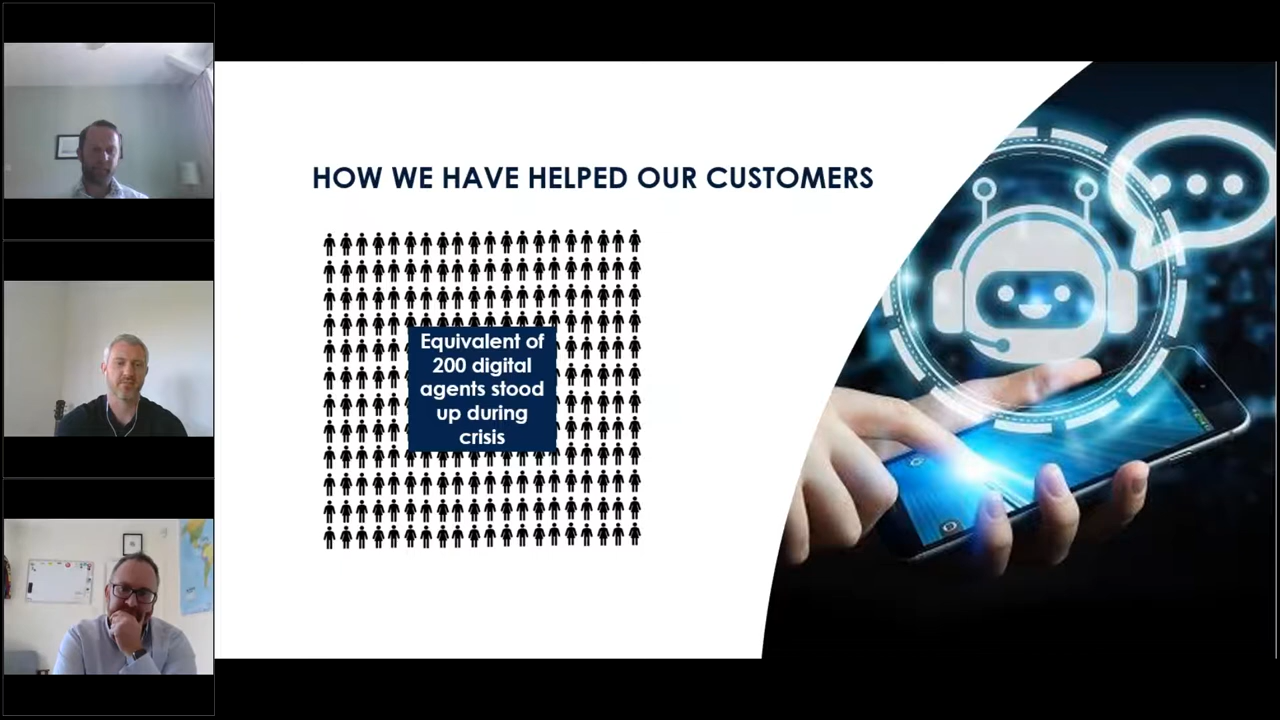 HOW WE HAVE HELPED OUR CUSTOMERS
Equivalent of
200 digital
agents stood
up during
crisis